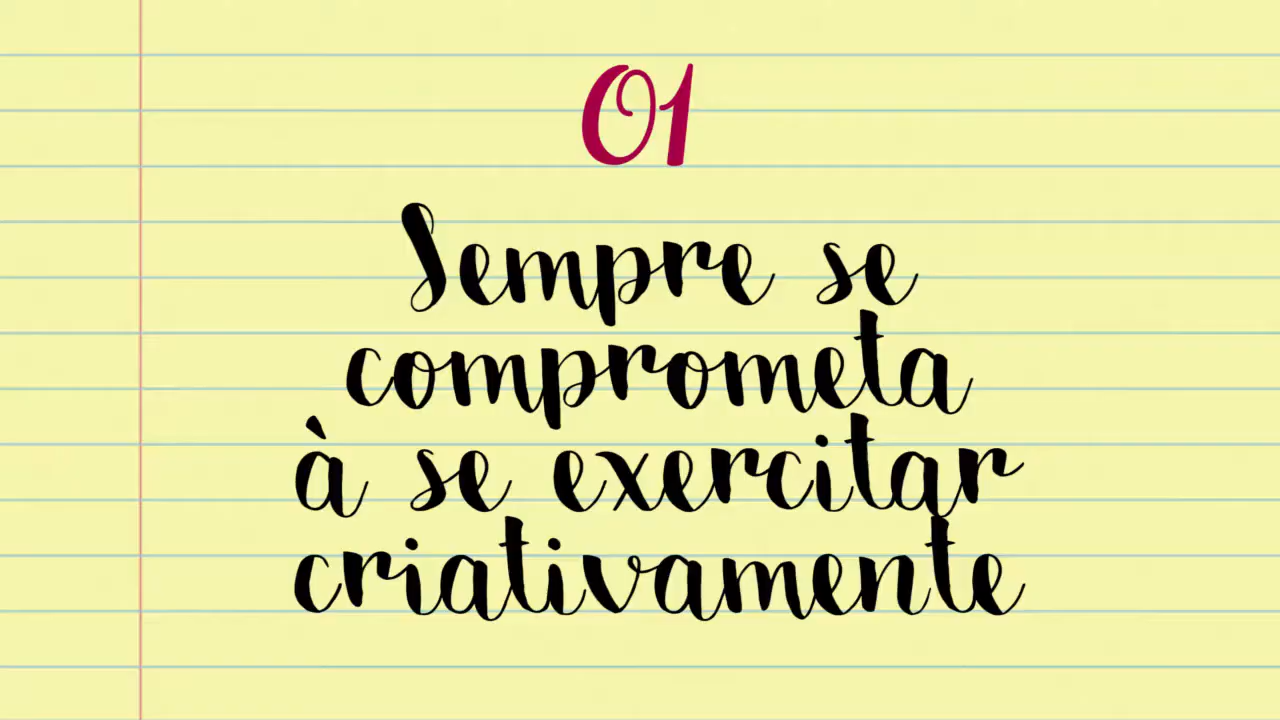 01
Sempre se
comprometa
à se exercitar
criativamente